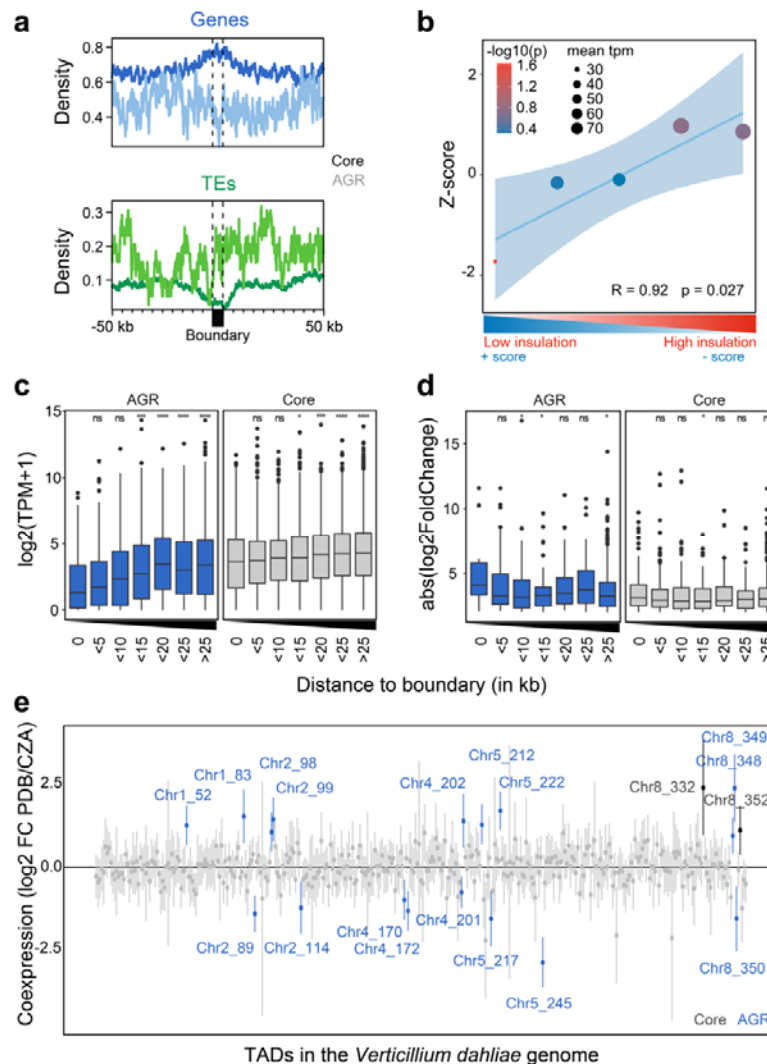 a
Genes
0.8
0.6
0.4
Density
Core
AGR
TEs
0.3
0.2
0.1
Density
-50 kb
Boundary
50 kb
b
-log10(p)
1.6
1.2
0.8
0.4
mean tpm
30
40
50
60
70
Z-score
0
-2
R = 0.92 p = 0.027
Low insulation
+ score
High insulation
- score
c
AGR
Core
log2(TPM+1)
15
10
5
0
ns ns *** **** **** ****
ns ns * *** **** ****
0 <5 <10 <15 <20 <25 >25
0 <5 <10 <15 <20 <25 >25
d
AGR
Core
abs(log2FoldChange)
15
10
5
ns * * ns ns *
ns ns * ns ns
0 <5 <10 <15 <20 <25 >25
0 <5 <10 <15 <20 <25 >25
Distance to boundary (in kb)
e
Coexpression (log2 FC PDB/CZA)
2.5
0.0
-2.5
Chr1_52
Chr1_83
Chr2_98
Chr2_99
Chr4_202
Chr5_212
Chr5_222
Chr8_332
Chr8_349
Chr8_348
Chr8_352
Chr2_89
Chr2_114
Chr4_170
Chr4_172
Chr4_201
Chr5_217
Chr5_245
Chr8_350
Core AGR
TADs in the Verticillium dahliae genome